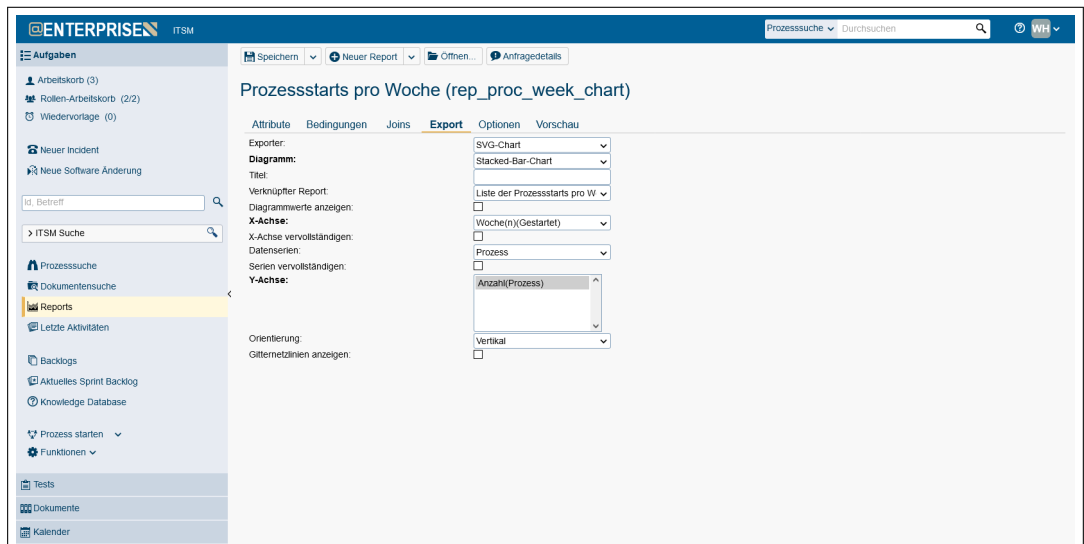 @ENTERPRISE ITSM
Prozesssuche Durchsuchen WH
Aufgaben
Arbeitskorb (3)
Rollen-Arbeitskorb (2/2)
Wiedervorlage (0)
Neuer Incident
Neue Software Änderung
Id, Betreff
> ITSM Suche
Prozesssuche
Dokumentensuche
Reports
Letzte Aktivitäten
Backlogs
Aktuelles Sprint Backlog
Knowledge Database
Prozess starten
Funktionen
Tests
Dokumente
Kalender
Speichern Neuer Report Öffnen... Anfragedetails
Prozessstarts pro Woche (rep_proc_week_chart)
Attribute Bedingungen Joins Export Optionen Vorschau
Exporter: SVG-Chart
Diagramm: Stacked-Bar-Chart
Titel:
Verknüpfter Report: Liste der Prozessstarts pro W
Diagrammwerte anzeigen:
X-Achse: Woche(n)(Gestartet)
X-Achse vervollständigen:
Datenserien: Prozess
Serien vervollständigen:
Y-Achse: Anzahl(Prozess)
Orientierung: Vertikal
Gitternetzlinien anzeigen: